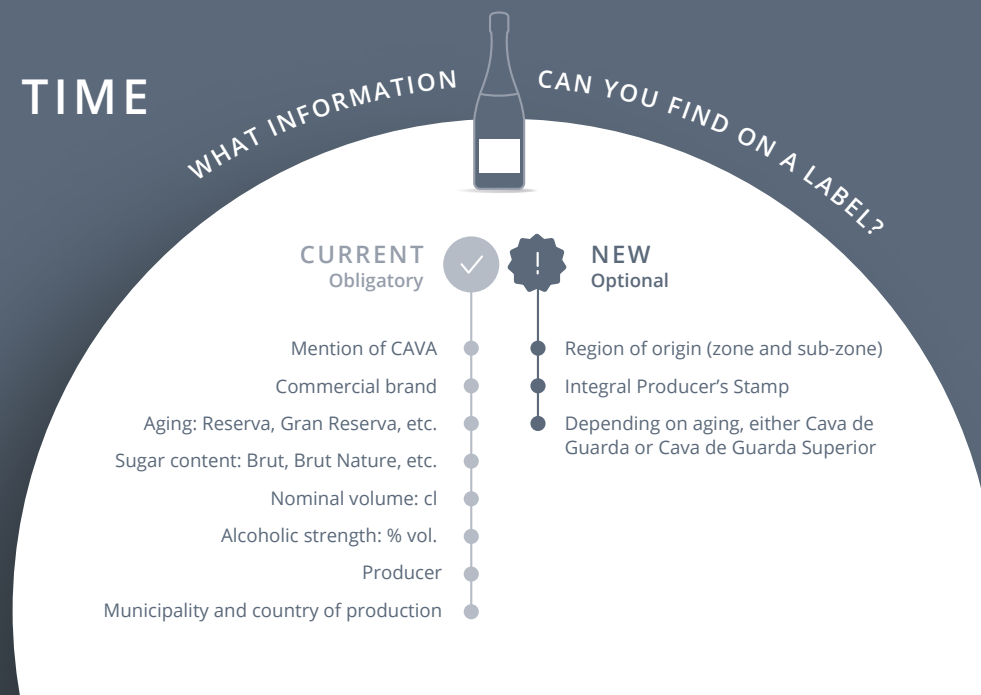 TIME
WHAT INFORMATION CAN YOU FIND ON A LABEL?
CURRENT
Obligatory
Mention of CAVA
Commercial brand
Aging: Reserva, Gran Reserva, etc.
Sugar content: Brut, Brut Nature, etc.
Nominal volume: cl
Alcoholic strength: % vol.
Producer
Municipality and country of production
NEW
Optional
Region of origin (zone and sub-zone)
Integral Producer’s Stamp
Depending on aging, either Cava de
Guarda or Cava de Guarda Superior